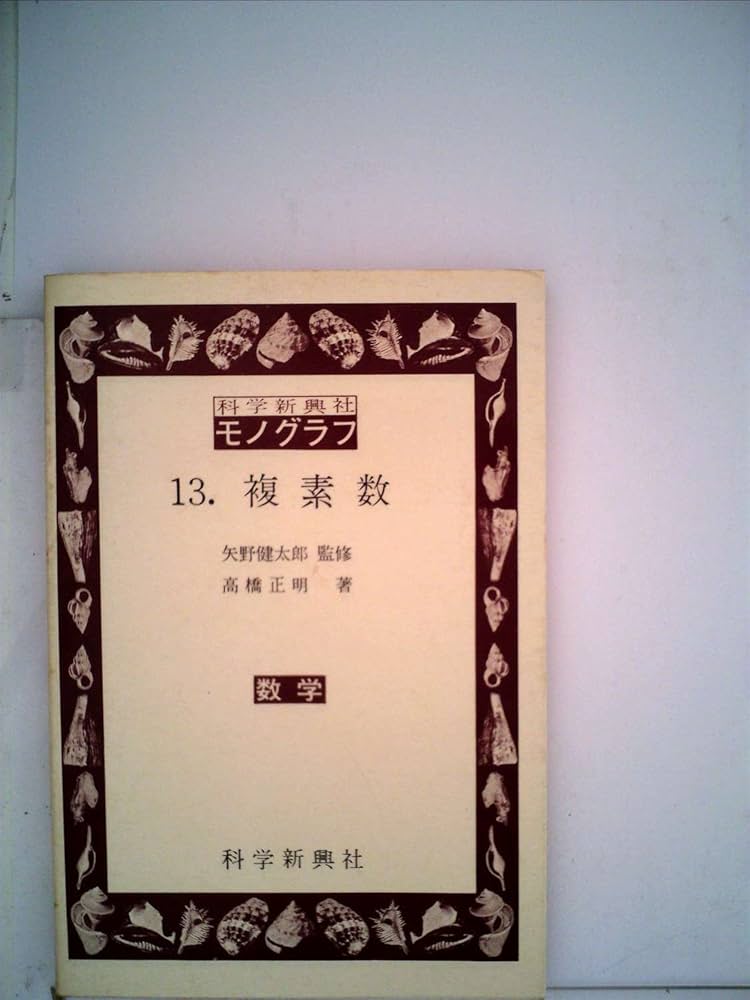 科学新興社
モノグラフ
13. 複素数
矢野健太郎 監修
高橋正明 著
数学
科学新興社